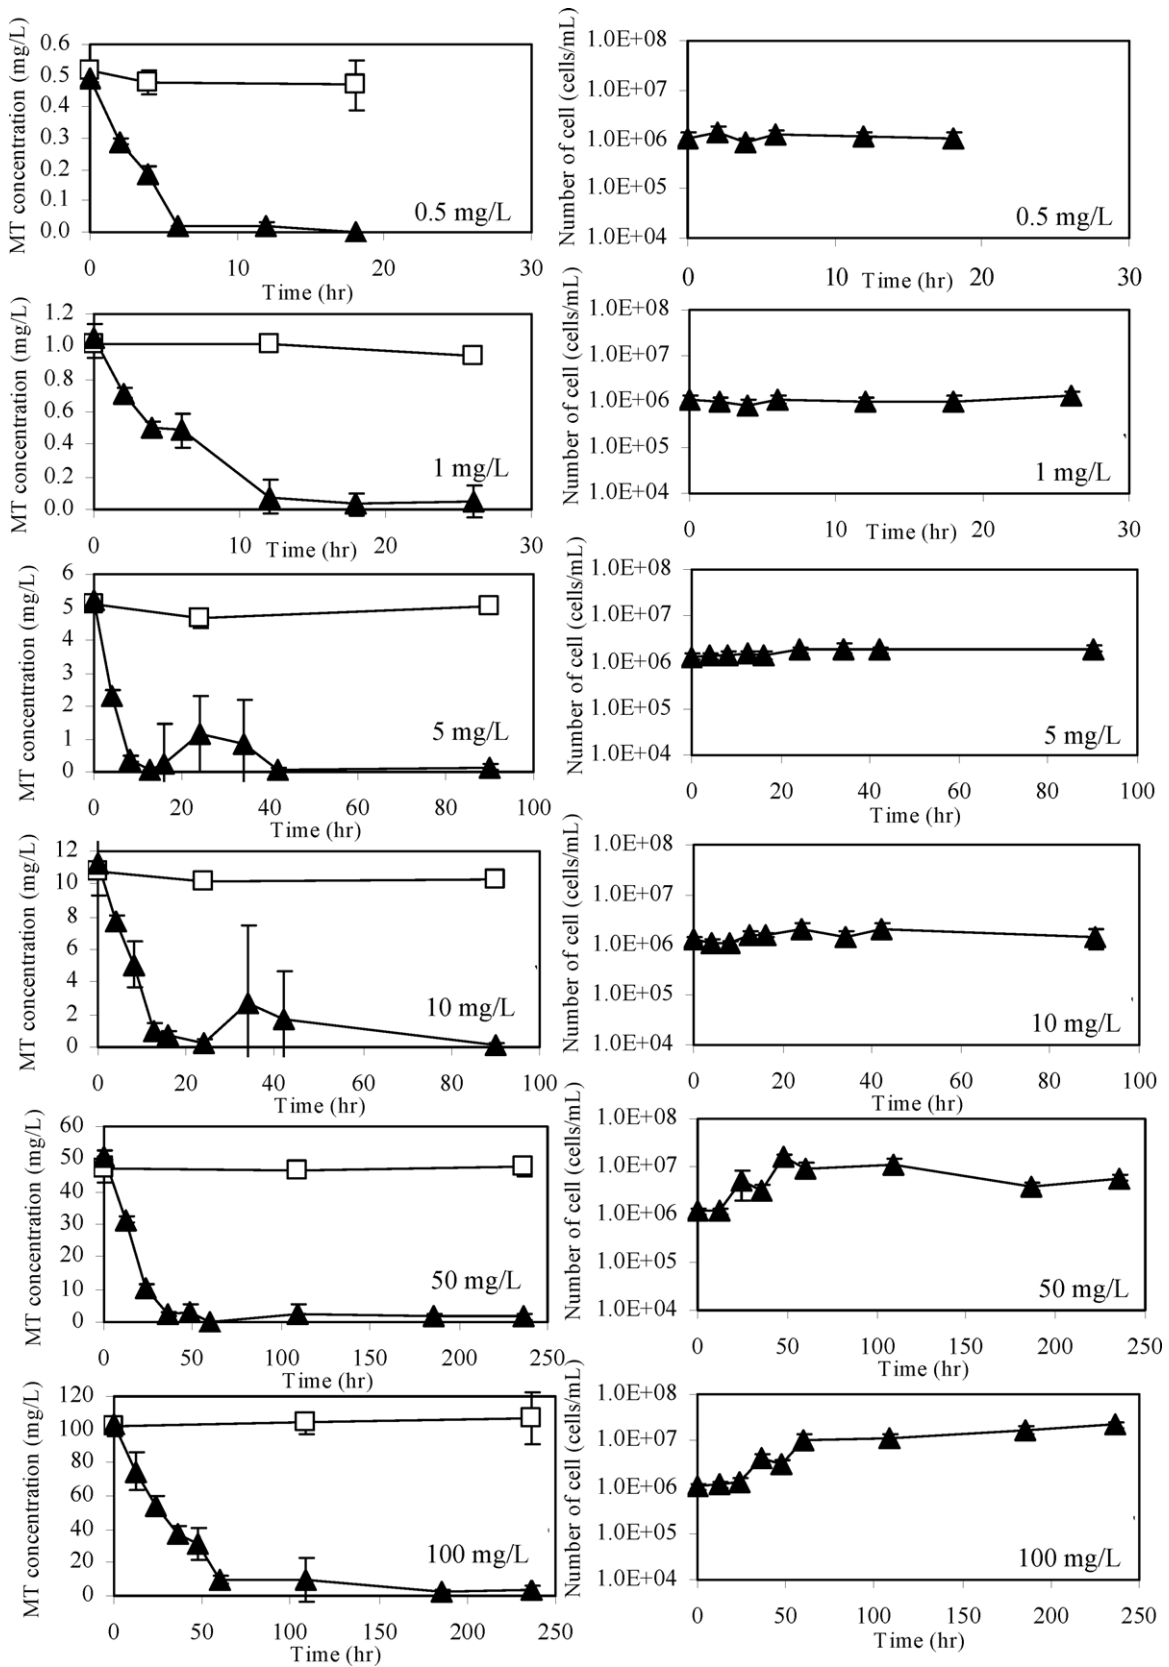 MT concentration (mg/L)
0.6
0.5
0.4
0.3
0.2
0.1
0.0
0.5 mg/L
0 10 20 30
Time (hr)
Number of cell (cells/mL)
1.0E+08
1.0E+07
1.0E+06
1.0E+05
1.0E+04
0.5 mg/L
0 10 20 30
Time (hr)
MT concentration (mg/L)
1.2
1.0
0.8
0.6
0.4
0.2
0.0
1 mg/L
0 10 20 30
Time (hr)
Number of cell (cells/mL)
1.0E+08
1.0E+07
1.0E+06
1.0E+05
1.0E+04
1 mg/L
0 10 20 30
Time (hr)
MT concentration (mg/L)
6
5
4
3
2
1
0
5 mg/L
0 20 40 60 80 100
Time (hr)
Number of cell (cells/mL)
1.0E+08
1.0E+07
1.0E+06
1.0E+05
1.0E+04
5 mg/L
0 20 40 60 80 100
Time (hr)
MT concentration (mg/L)
12
10
8
6
4
2
0
10 mg/L
0 20 40 60 80 100
Time (hr)
Number of cell (cells/mL)
1.0E+08
1.0E+07
1.0E+06
1.0E+05
1.0E+04
10 mg/L
0 20 40 60 80 100
Time (hr)
MT concentration (mg/L)
60
50
40
30
20
10
0
50 mg/L
0 50 100 150 200 250
Time (hr)
Number of cell (cells/mL)
1.0E+08
1.0E+07
1.0E+06
1.0E+05
1.0E+04
50 mg/L
0 50 100 150 200 250
Time (hr)
MT concentration (mg/L)
120
100
80
60
40
20
0
100 mg/L
0 50 100 150 200 250
Time (hr)
Number of cell (cells/mL)
1.0E+08
1.0E+07
1.0E+06
1.0E+05
1.0E+04
100 mg/L
0 50 100 150 200 250
Time (hr)